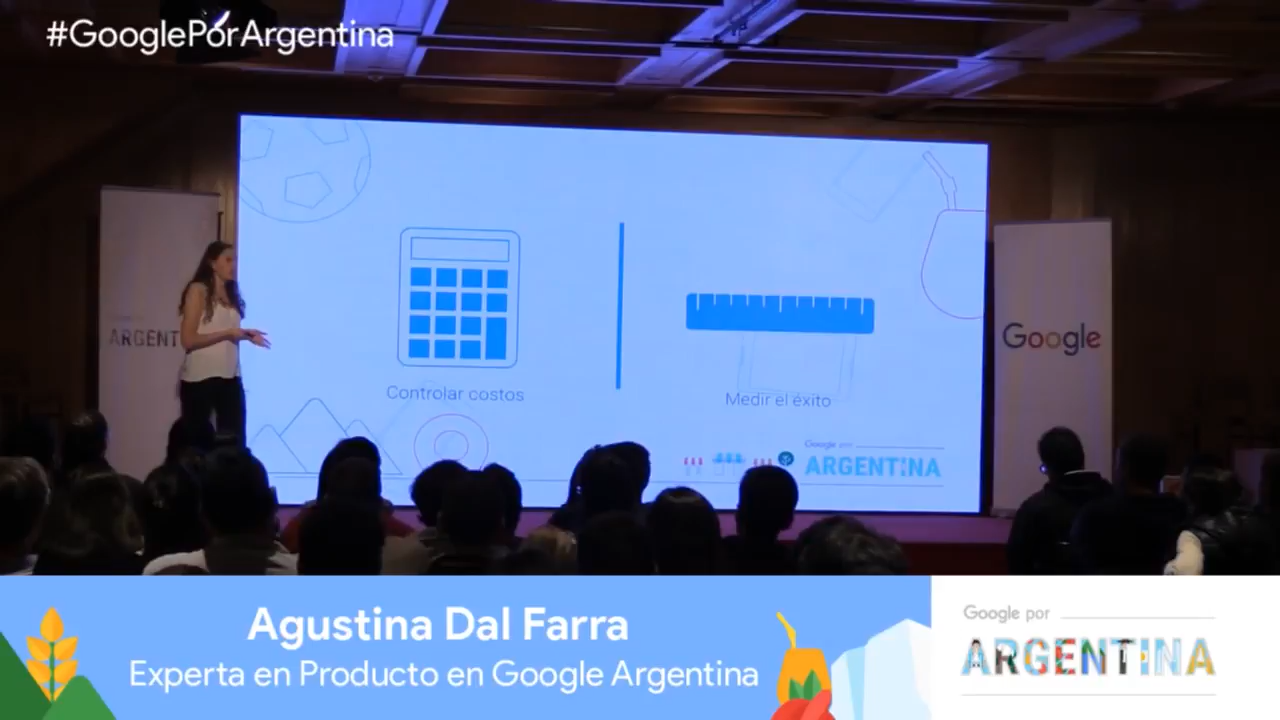 #GooglePorArgentina
ARGENT
Controlar costos
Medir el éxito
Google por
ARGENTINA
Google
Agustina Dal Farra
Experta en Producto en Google Argentina
Google por
ARGENTINA